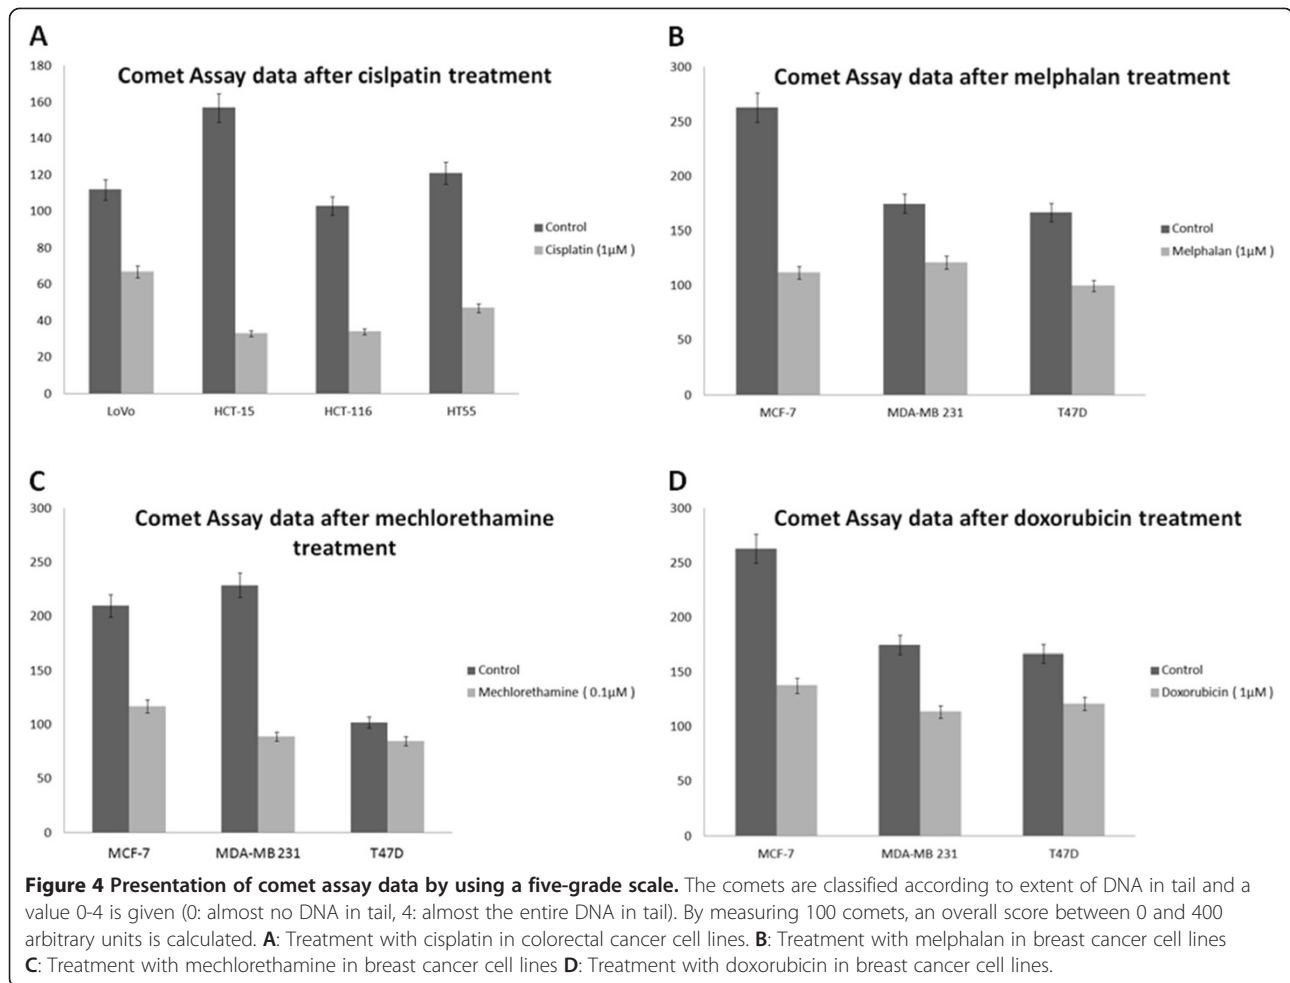 A
Comet Assay data after cislpatin treatment
180
160
140
120
100
80
60
40
20
0
LoVo HCT-15 HCT-116 HT55
Control
Cisplatin (1µM )
B
Comet Assay data after melphalan treatment
300
250
200
150
100
50
0
MCF-7 MDA-MB 231 T47D
Control
Melphalan (1µM )
C
Comet Assay data after mechlorethamine
treatment
300
250
200
150
100
50
0
MCF-7 MDA-MB 231 T47D
Control
Mechlorethamine ( 0.1µM )
D
Comet Assay data after doxorubicin treatment
300
250
200
150
100
50
0
MCF-7 MDA-MB 231 T47D
Control
Doxorubicin ( 1µM )
Figure 4 Presentation of comet assay data by using a five-grade scale. The comets are classified according to extent of DNA in tail and a
value 0-4 is given (0: almost no DNA in tail, 4: almost the entire DNA in tail). By measuring 100 comets, an overall score between 0 and 400
arbitrary units is calculated. A: Treatment with cisplatin in colorectal cancer cell lines. B: Treatment with melphalan in breast cancer cell lines
C: Treatment with mechlorethamine in breast cancer cell lines D: Treatment with doxorubicin in breast cancer cell lines.